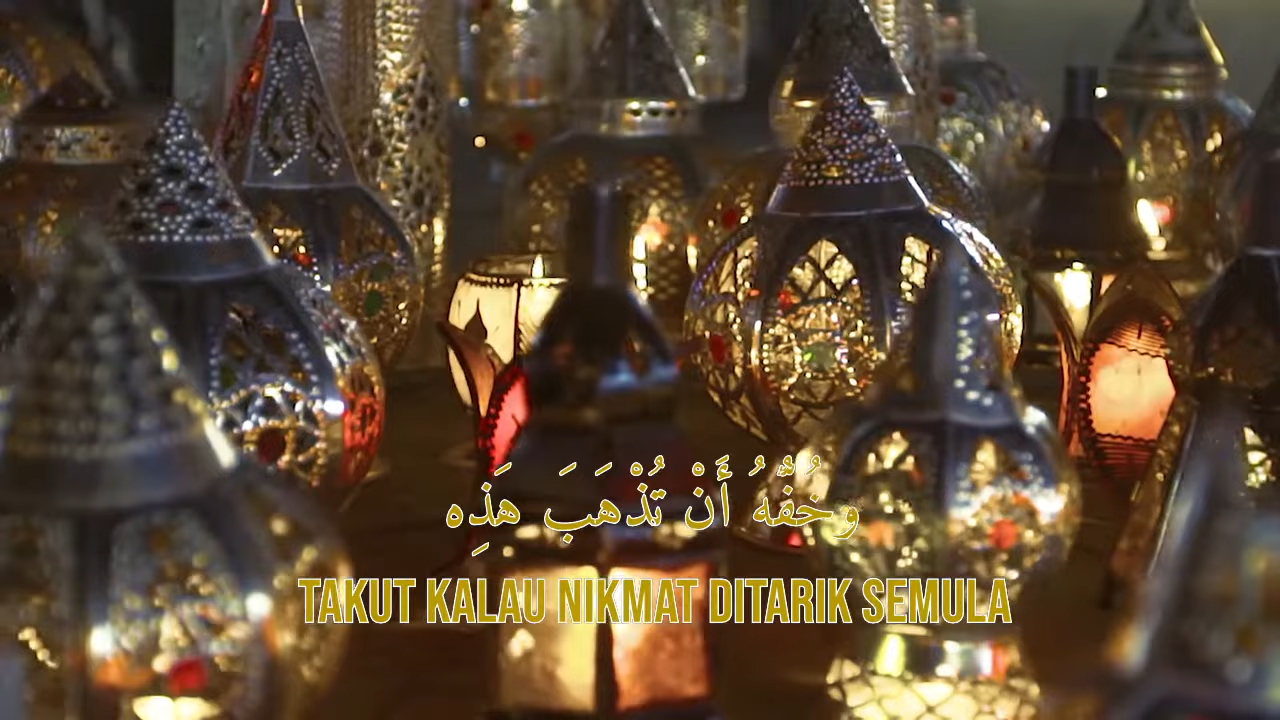 وَخُفُّهُ أَنْ تُذْهَبَ هَذِه
TAKUT KALAU NIKMAT DITARIK SEMULA